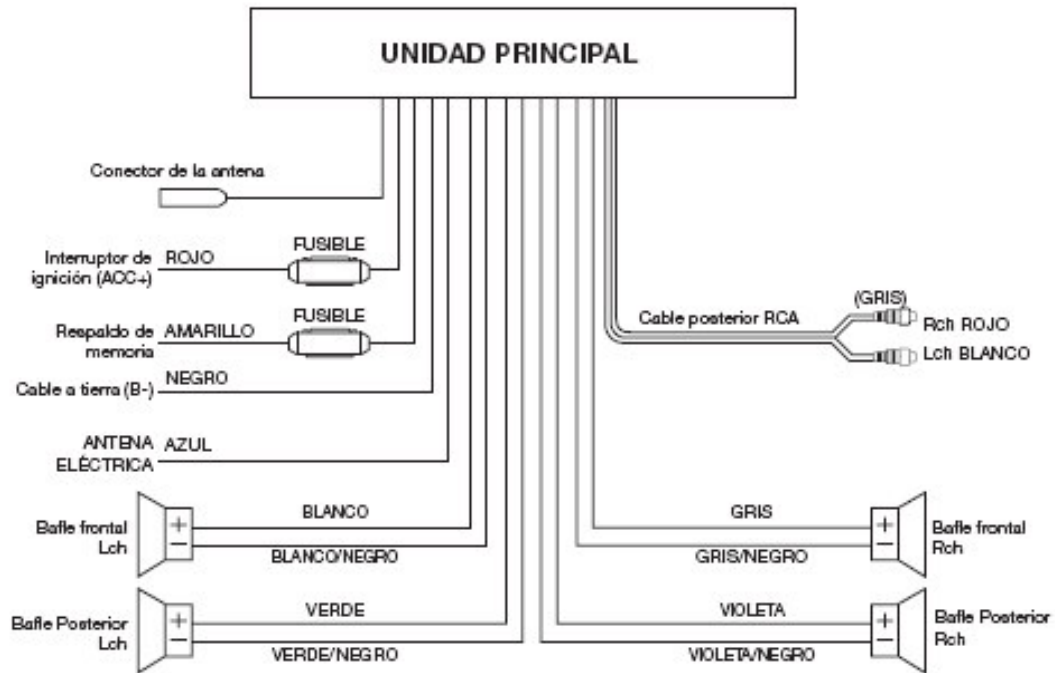 UNIDAD PRINCIPAL
Conector de la antena
Interruptor de
ignición (ACC+)
ROJO
FUSIBLE
Respaldo de
memoria
AMARILLO
FUSIBLE
Cable a tierra (B-)
NEGRO
ANTENA
ELÉCTRICA
AZUL
Cable posterior RCA
(GRIS)
Rch ROJO
Lch BLANCO
Bafle frontal
Lch
+
−
BLANCO
BLANCO/NEGRO
GRIS
GRIS/NEGRO
+
−
Bafle frontal
Rch
Bafle Posterior
Lch
+
−
VERDE
VERDE/NEGRO
VIOLETA
VIOLETA/NEGRO
+
−
Bafle Posterior
Rch